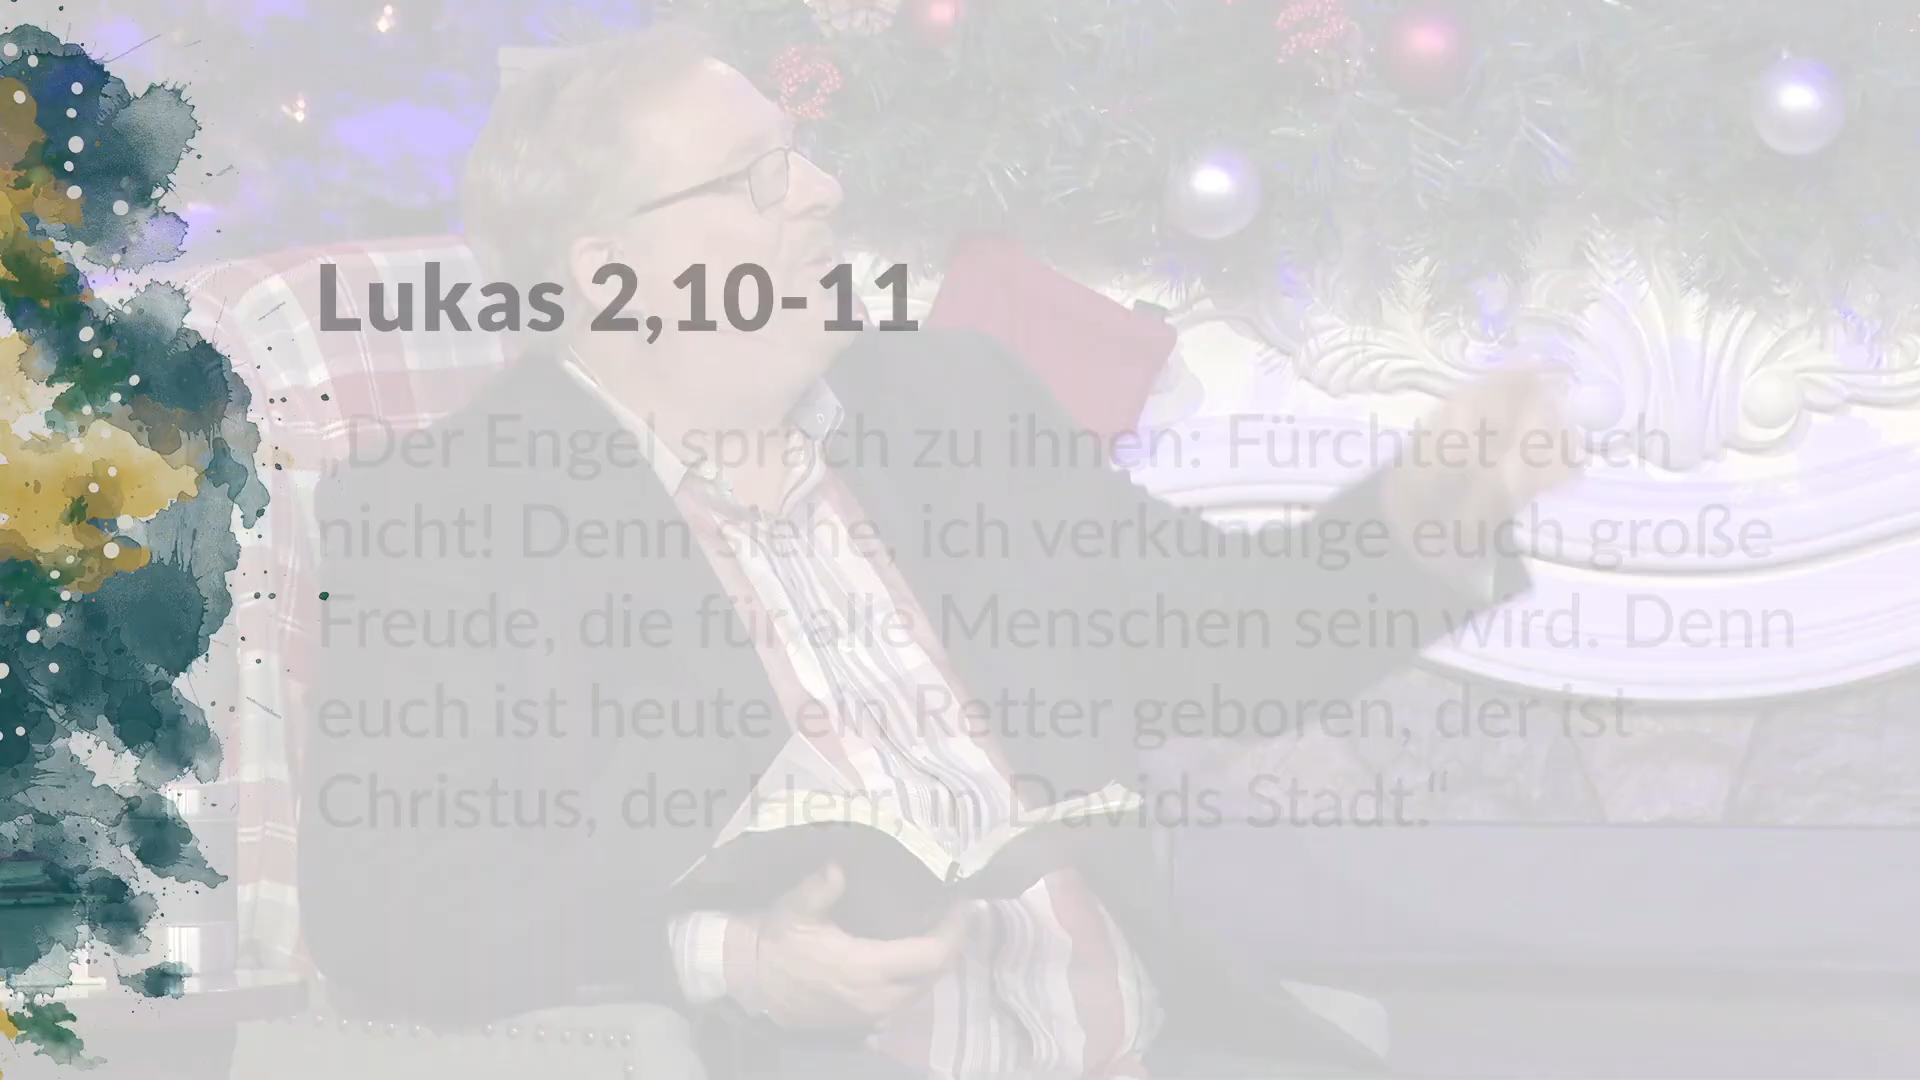 Lukas 2,10-11
„Der Engel sprach zu ihnen: Fürchtet euch
nicht! Denn siehe, ich verkündige euch große
Freude, die für alle Menschen sein wird. Denn
euch ist heute ein Retter geboren, der ist
Christus, der Herr, in Davids Stadt.“